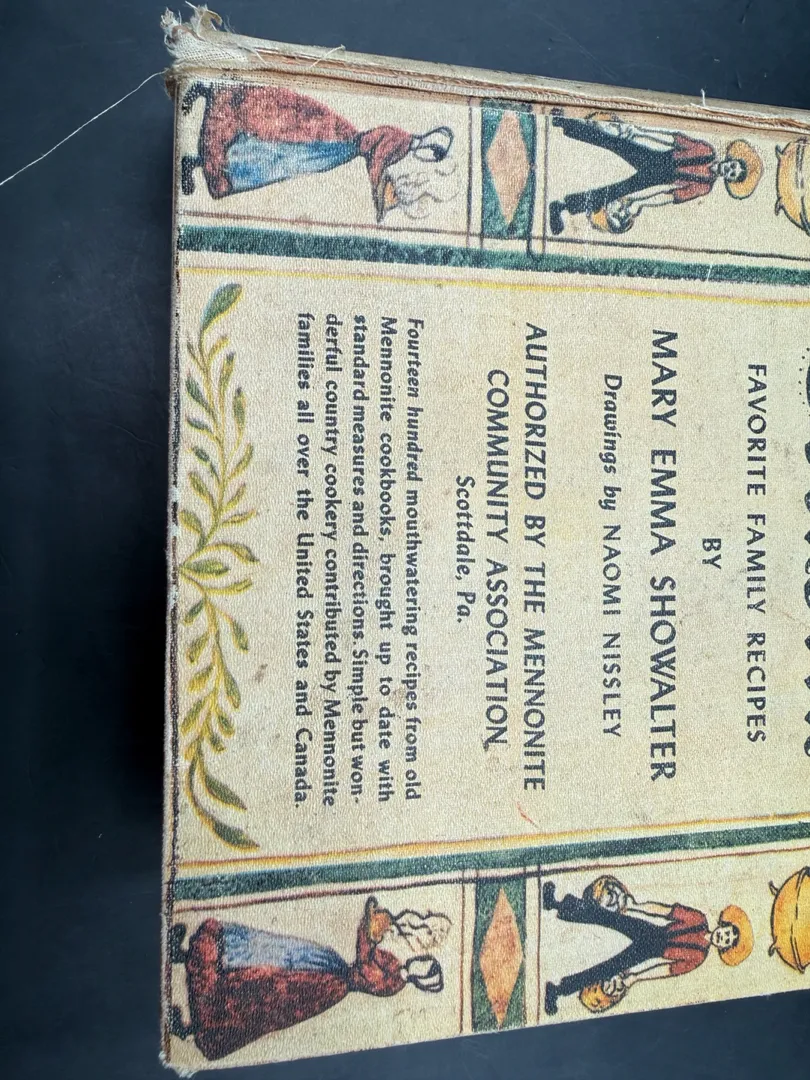 FAVORITE FAMILY RECIPES
BY
MARY EMMA SHOWALTER
Drawings by NAOMI NISSLEY
AUTHORIZED BY THE MENNONITE
COMMUNITY ASSOCIATION
Scottdale, Pa.
Fourteen hundred mouthwatering recipes from old
Mennonite cookbooks, brought up to date with
standard measures and directions. Simple but won-
derful country cookery contributed by Mennonite
families all over the United States and Canada.